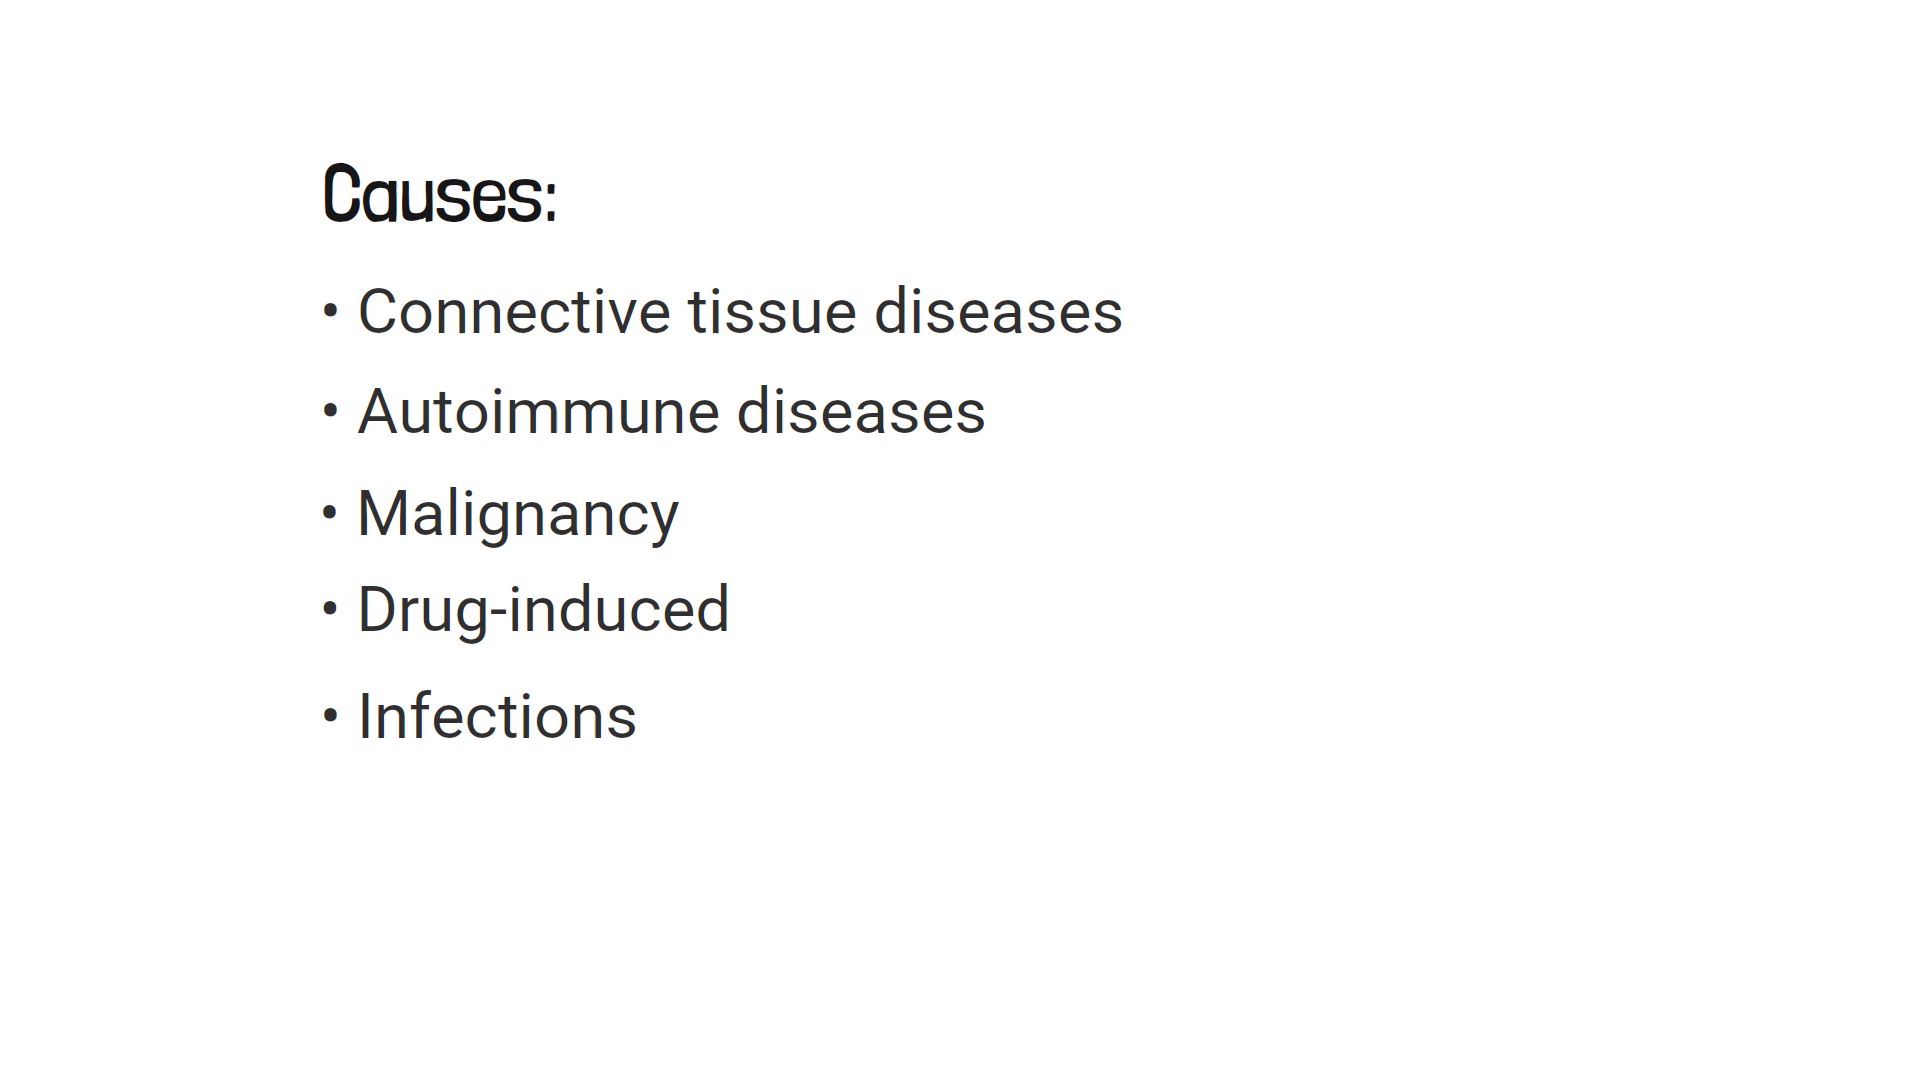 Causes:
• Connective tissue diseases
• Autoimmune diseases
• Malignancy
• Drug-induced
• Infections